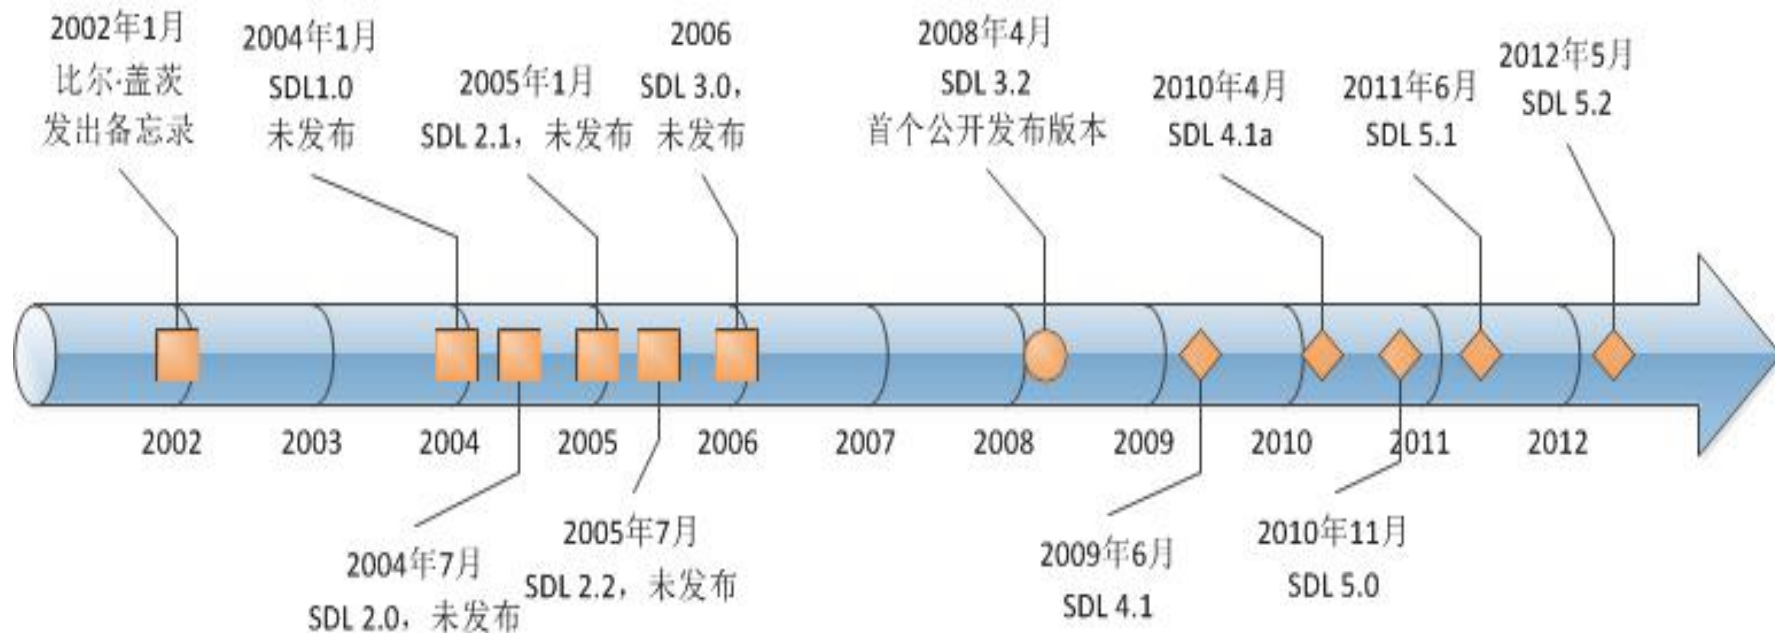 2002年1月
比尔·盖茨
发出备忘录
2004年1月
SDL1.0
未发布
2005年1月
SDL 2.1，未发布
2006
SDL 3.0，
未发布
2008年4月
SDL 3.2
首个公开发布版本
2010年4月
SDL 4.1a
2011年6月
SDL 5.1
2012年5月
SDL 5.2
2002
2003
2004
2005
2006
2007
2008
2009
2010
2011
2012
2004年7月
SDL 2.0，未发布
2005年7月
SDL 2.2，未发布
2009年6月
SDL 4.1
2010年11月
SDL 5.0